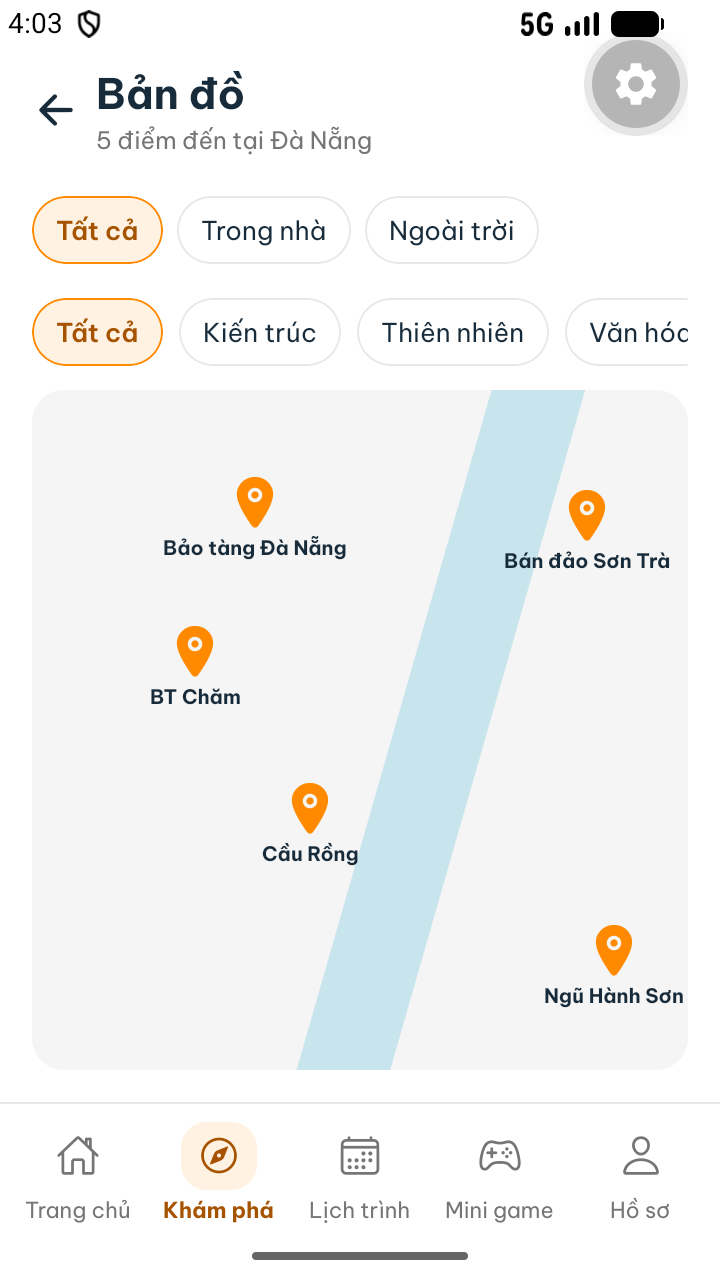 4:03
5G
Bản đồ
5 điểm đến tại Đà Nẵng
Tất cả
Trong nhà
Ngoài trời
Tất cả
Kiến trúc
Thiên nhiên
Văn hóa
Bảo tàng Đà Nẵng
Bán đảo Sơn Trà
BT Chăm
Cầu Rồng
Ngũ Hành Sơn
Trang chủ
Khám phá
Lịch trình
Mini game
Hồ sơ